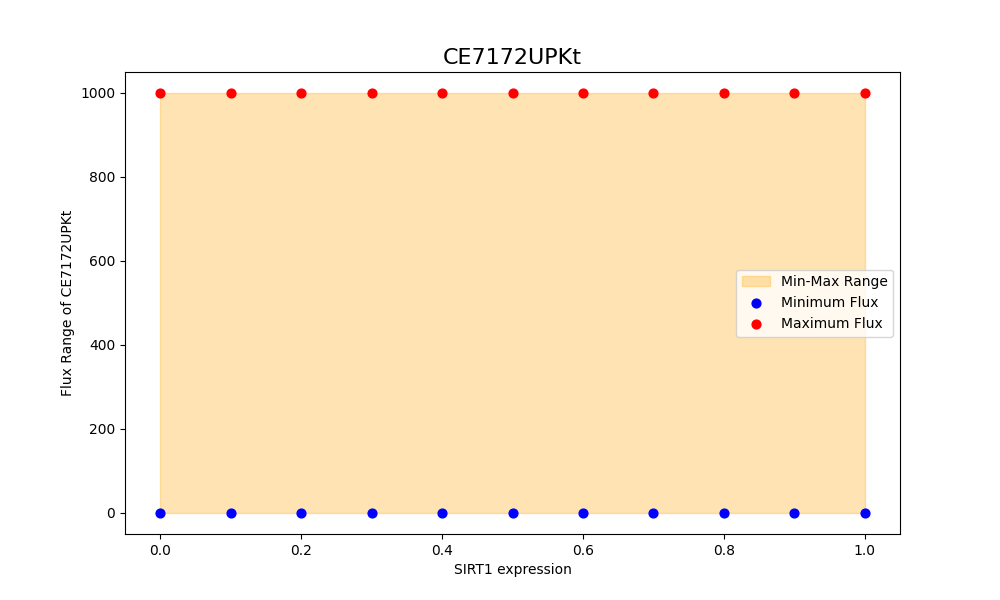 CE7172UPKt
Flux Range of CE7172UPKt
1000
800
600
400
200
0
Min-Max Range
Minimum Flux
Maximum Flux
0.0
0.2
0.4
0.6
0.8
1.0
SIRT1 expression